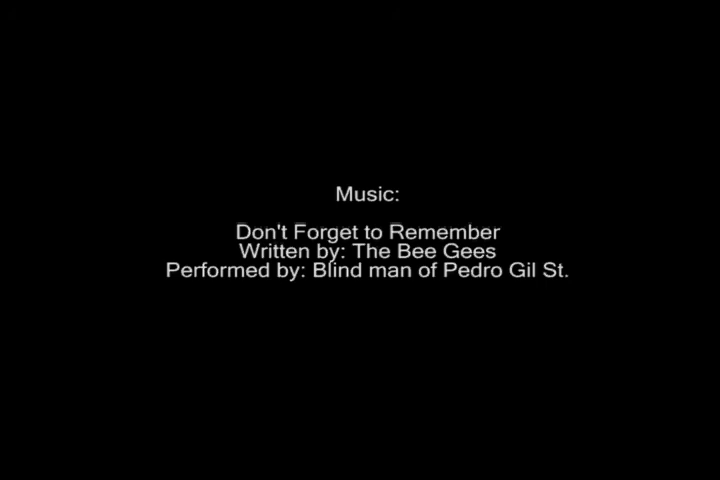 Music:
Don't Forget to Remember
Written by: The Bee Gees
Performed by: Blind man of Pedro Gil St.